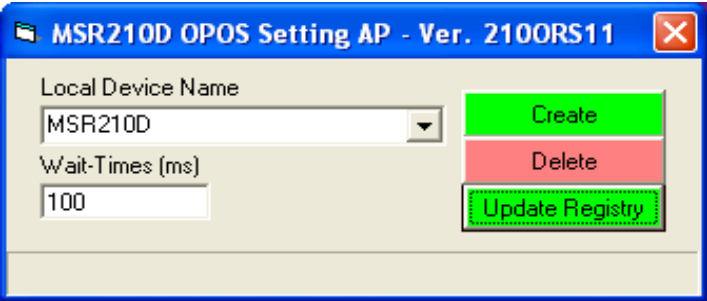 MSR210D OPOS Setting AP - Ver. 210ORS11
Local Device Name
MSR210D
Create
Wait-Times (ms)
Delete
100
Update Registry